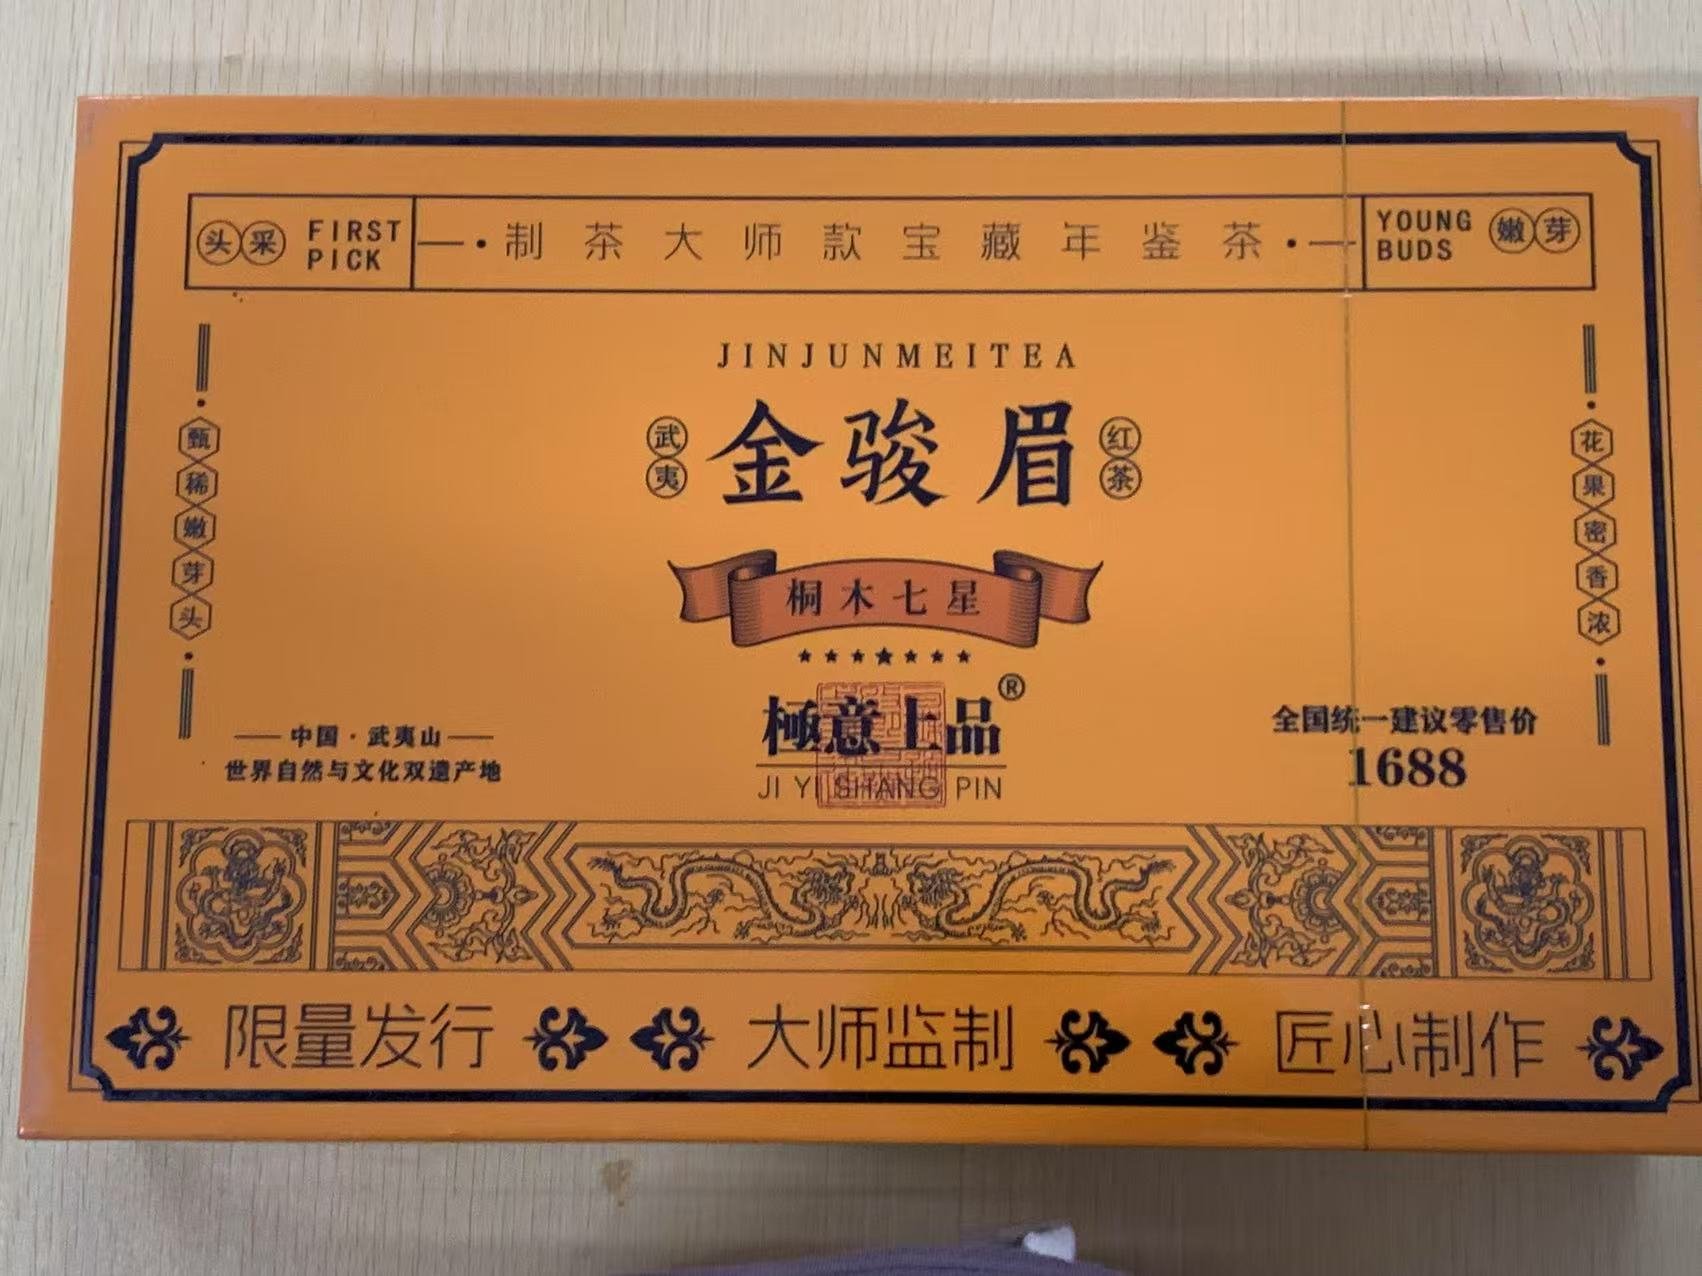 头采 FIRST PICK
制茶大师款宝藏年鉴茶
YOUNG BUDS 嫩芽
JINJUNMEITEA
武夷 金骏眉 红茶
甄稀嫩芽头
花果密香浓
桐木七星
極意上品®
JI YI SHANG PIN
中国·武夷山
世界自然与文化双遗产地
全国统一建议零售价
1688
限量发行 大师监制 匠心制作